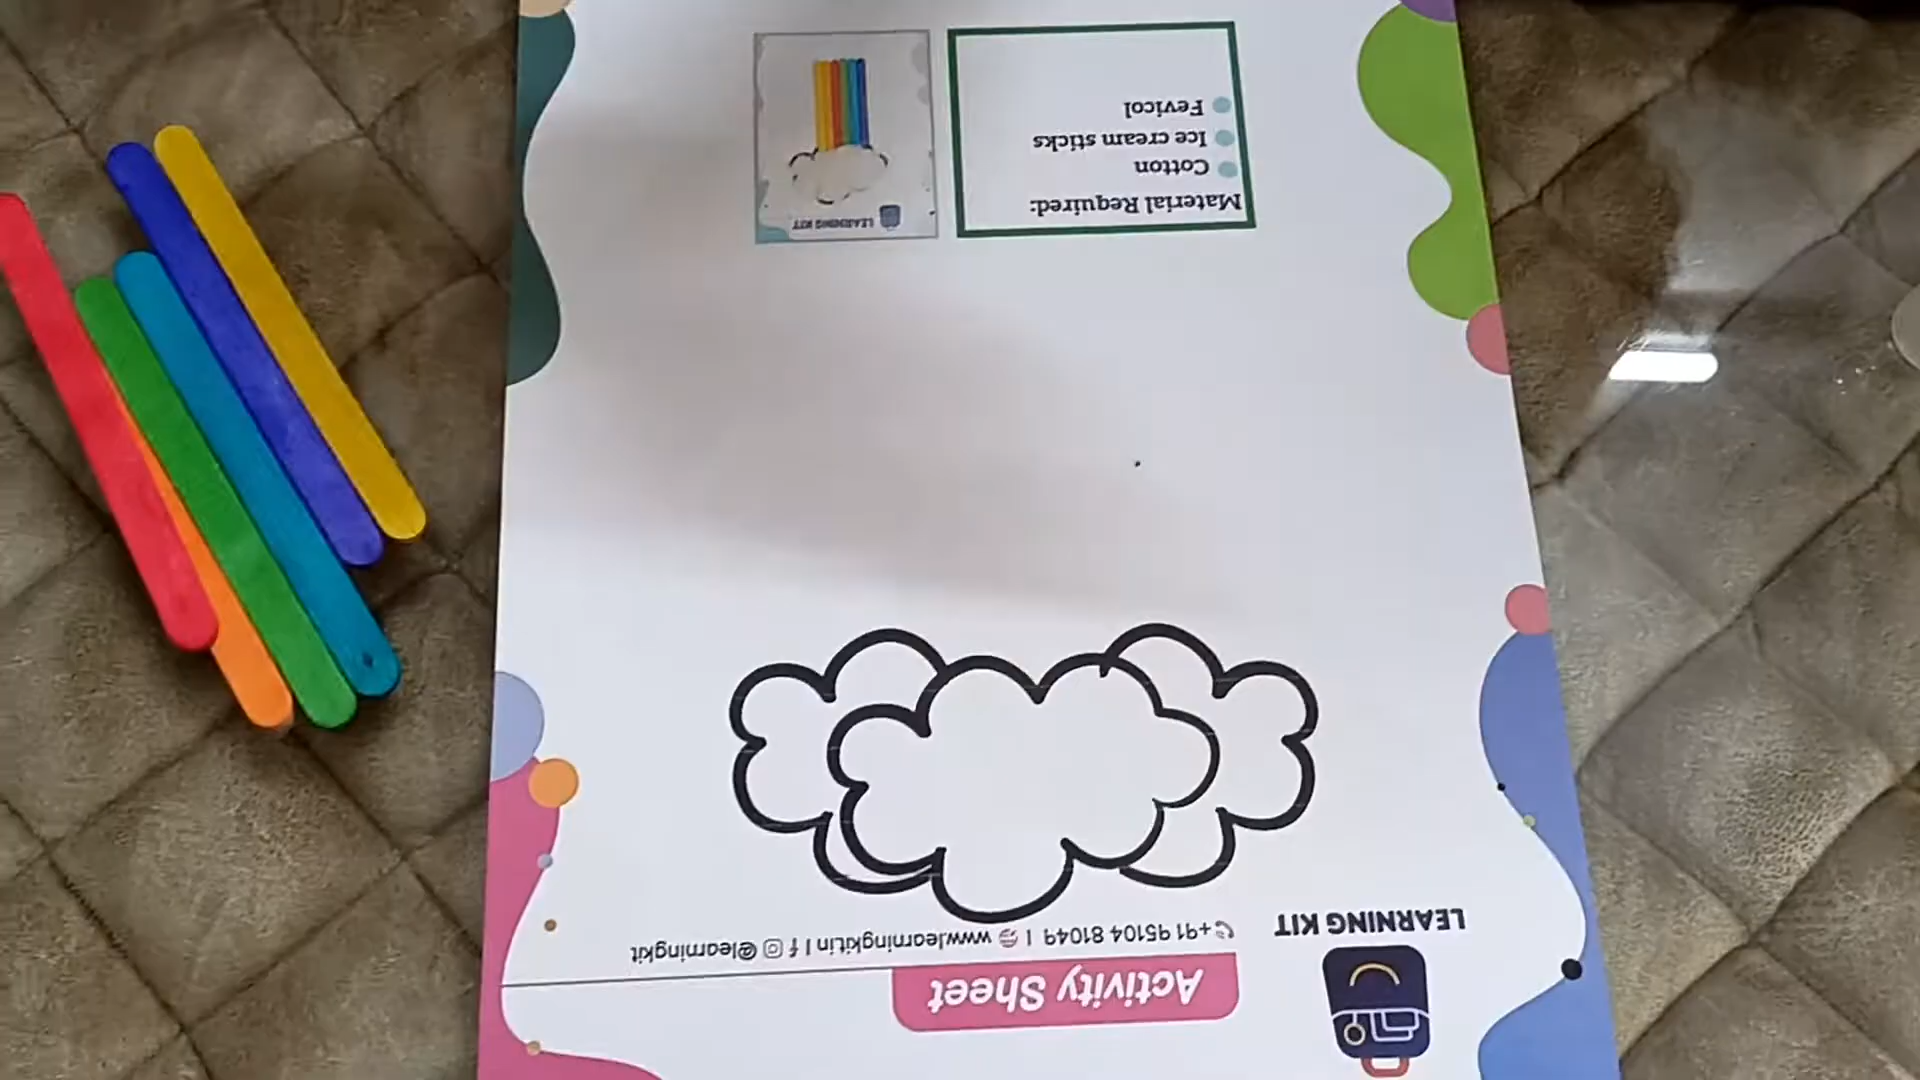 LEARNING KIT
Activity Sheet
+91 95104 81049 | www.learningkit.in | @learningkit
Material Required:
Cotton
Ice cream sticks
Fevicol
LEARNING KIT